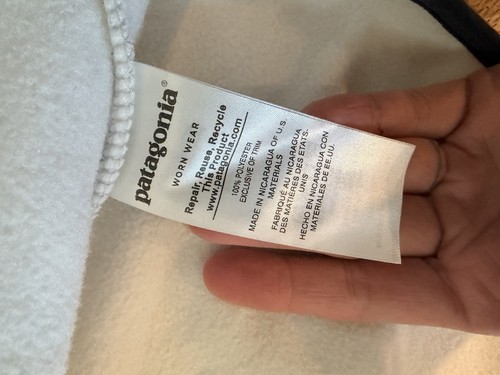 patagonia®
WORN WEAR
Repair, Reuse, Recycle
This Product
www.patagonia.com
100% POLYESTER
EXCLUSIVE OF TRIM
MADE IN NICARAGUA OF U.S.
MATERIALS
FABRIQUÉ AU NICARAGUA
DES MATIÈRES DES ÉTATS-
UNIS
HECHO EN NICARAGUA CON
MATERIALES DE EE.UU.